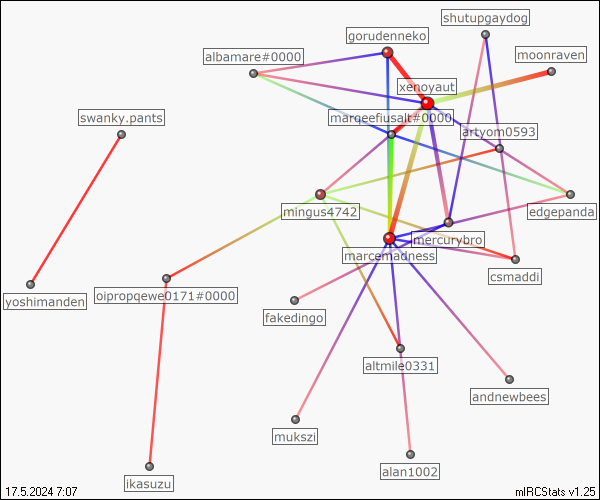 shutupgaydog
gorudenneko
albamare#0000
moonraven
xenoyaut
swanky.pants
marqeefiusalt#0000
artyom0593
mingus4742
edgepanda
mercurybro
marcemadness
csmaddi
yoshimanden
oipropqewe0171#0000
fakedingo
altmile0331
andnewbees
mukszi
alan1002
ikasuzu
17.5.2024 7:07
mIRCStats v1.25